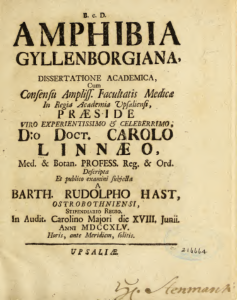 B. c. D.
AMPHIBIA
GYLLENBORGIANA,
DISSERTATIONE ACADEMICA,
Cum
Consensu Ampliss. Facultatis Medicæ
In Regia Academia Upsaliensi,
PRÆSIDE
VIRO EXPERIENTISSIMO & CELEBERRIMO,
D:o Doct. CAROLO
LINNÆO,
Med. & Botan. PROFESS. Reg. & Ord.
Descripta
Et publico examini subjecta
A
BARTH. RUDOLPHO HAST,
OSTROBOTHNIENSI,
STIPENDIARIO REGIO.
In Audit. Carolino Majori die XVIII. Junii.
ANNI MDCCXLV.
Horis, ante Meridiem, solitis.
UPSALIÆ